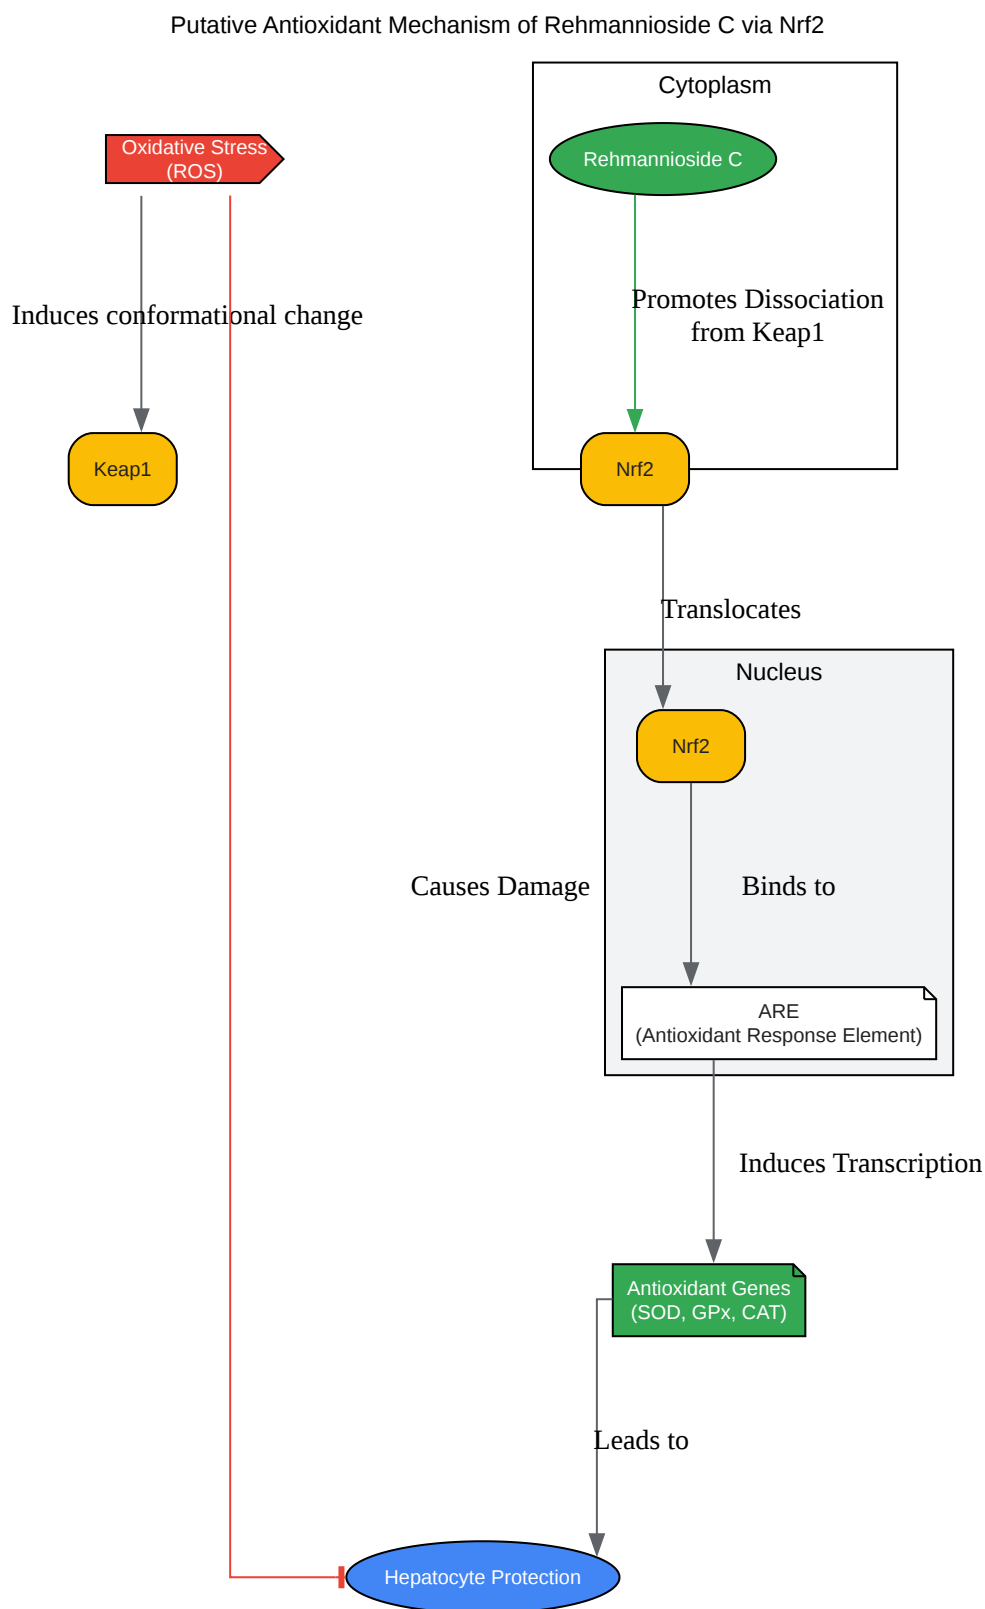 Putative Antioxidant Mechanism of Rehmannioside C via Nrf2
Cytoplasm
Oxidative Stress
(ROS)
Rehmannioside C
Induces conformational change
Promotes Dissociation
from Keap1
Keap1
Nrf2
Translocates
Nucleus
Nrf2
Causes Damage
Binds to
ARE
(Antioxidant Response Element)
Induces Transcription
Antioxidant Genes
(SOD, GPx, CAT)
Leads to
Hepatocyte Protection